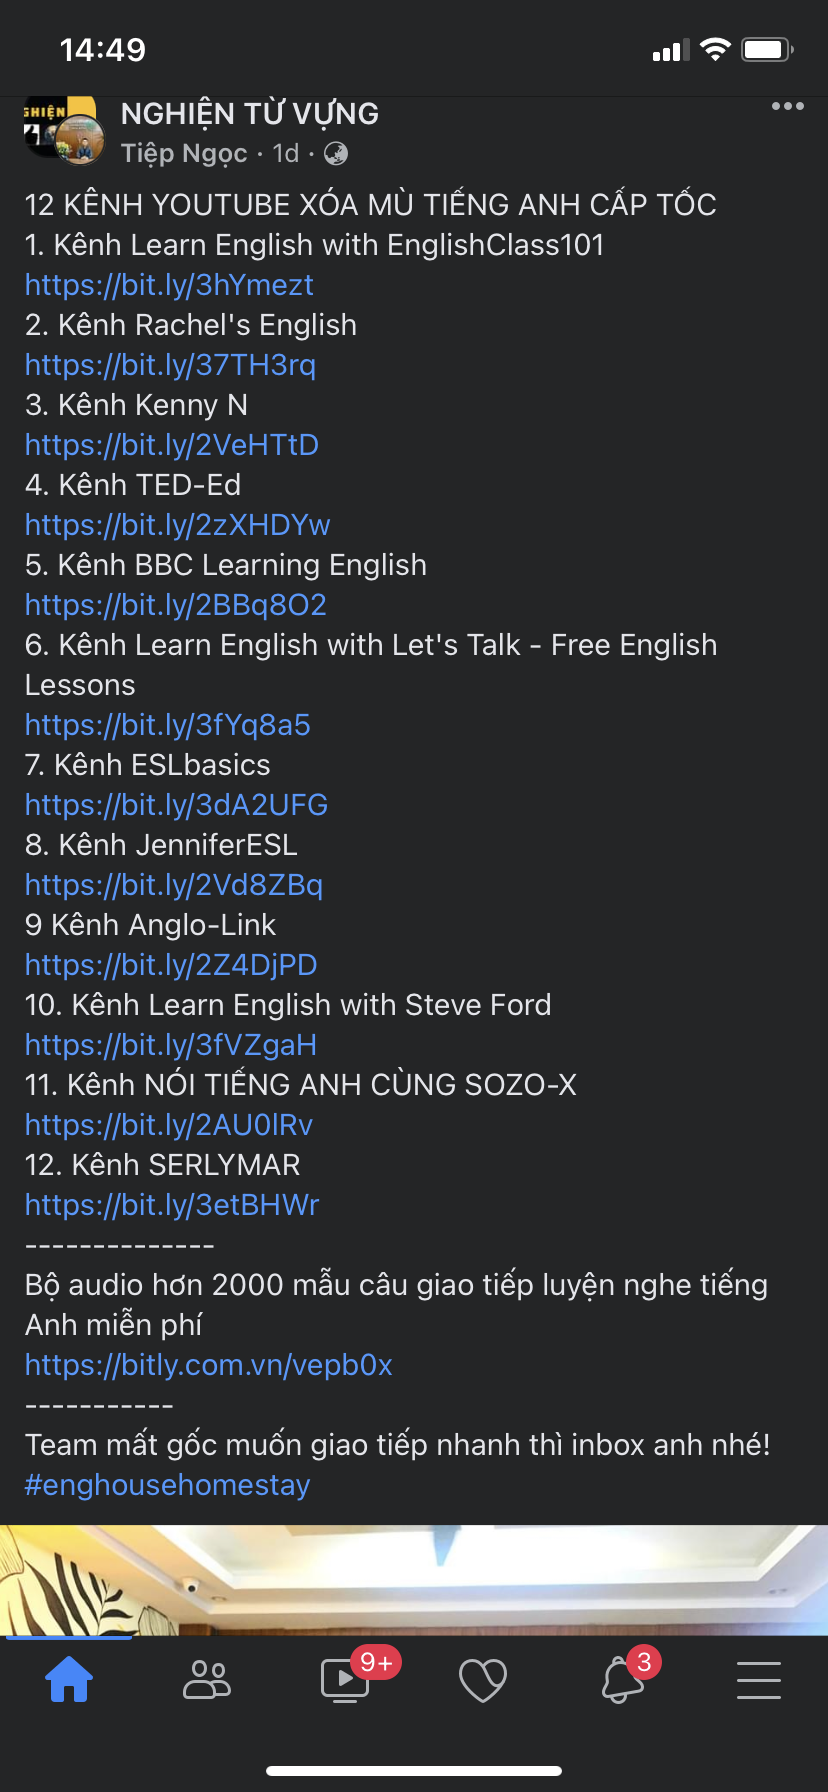 14:49
GHIỆN
NGHIỆN TỪ VỰNG
Tiệp Ngọc · 1d ·
12 KÊNH YOUTUBE XÓA MÙ TIẾNG ANH CẤP TỐC
1. Kênh Learn English with EnglishClass101
https://bit.ly/3hYmezt
2. Kênh Rachel's English
https://bit.ly/37TH3rq
3. Kênh Kenny N
https://bit.ly/2VeHTtD
4. Kênh TED-Ed
https://bit.ly/2zXHDYw
5. Kênh BBC Learning English
https://bit.ly/2BBq8O2
6. Kênh Learn English with Let's Talk - Free English
Lessons
https://bit.ly/3fYq8a5
7. Kênh ESLbasics
https://bit.ly/3dA2UFG
8. Kênh JenniferESL
https://bit.ly/2Vd8ZBq
9 Kênh Anglo-Link
https://bit.ly/2Z4DjPD
10. Kênh Learn English with Steve Ford
https://bit.ly/3fVZgaH
11. Kênh NÓI TIẾNG ANH CÙNG SOZO-X
https://bit.ly/2AU0lRv
12. Kênh SERLYMAR
https://bit.ly/3etBHWr
--------------
Bộ audio hơn 2000 mẫu câu giao tiếp luyện nghe tiếng
Anh miễn phí
https://bitly.com.vn/vepb0x
-----------
Team mất gốc muốn giao tiếp nhanh thì inbox anh nhé!
#enghousehomestay
9+
3